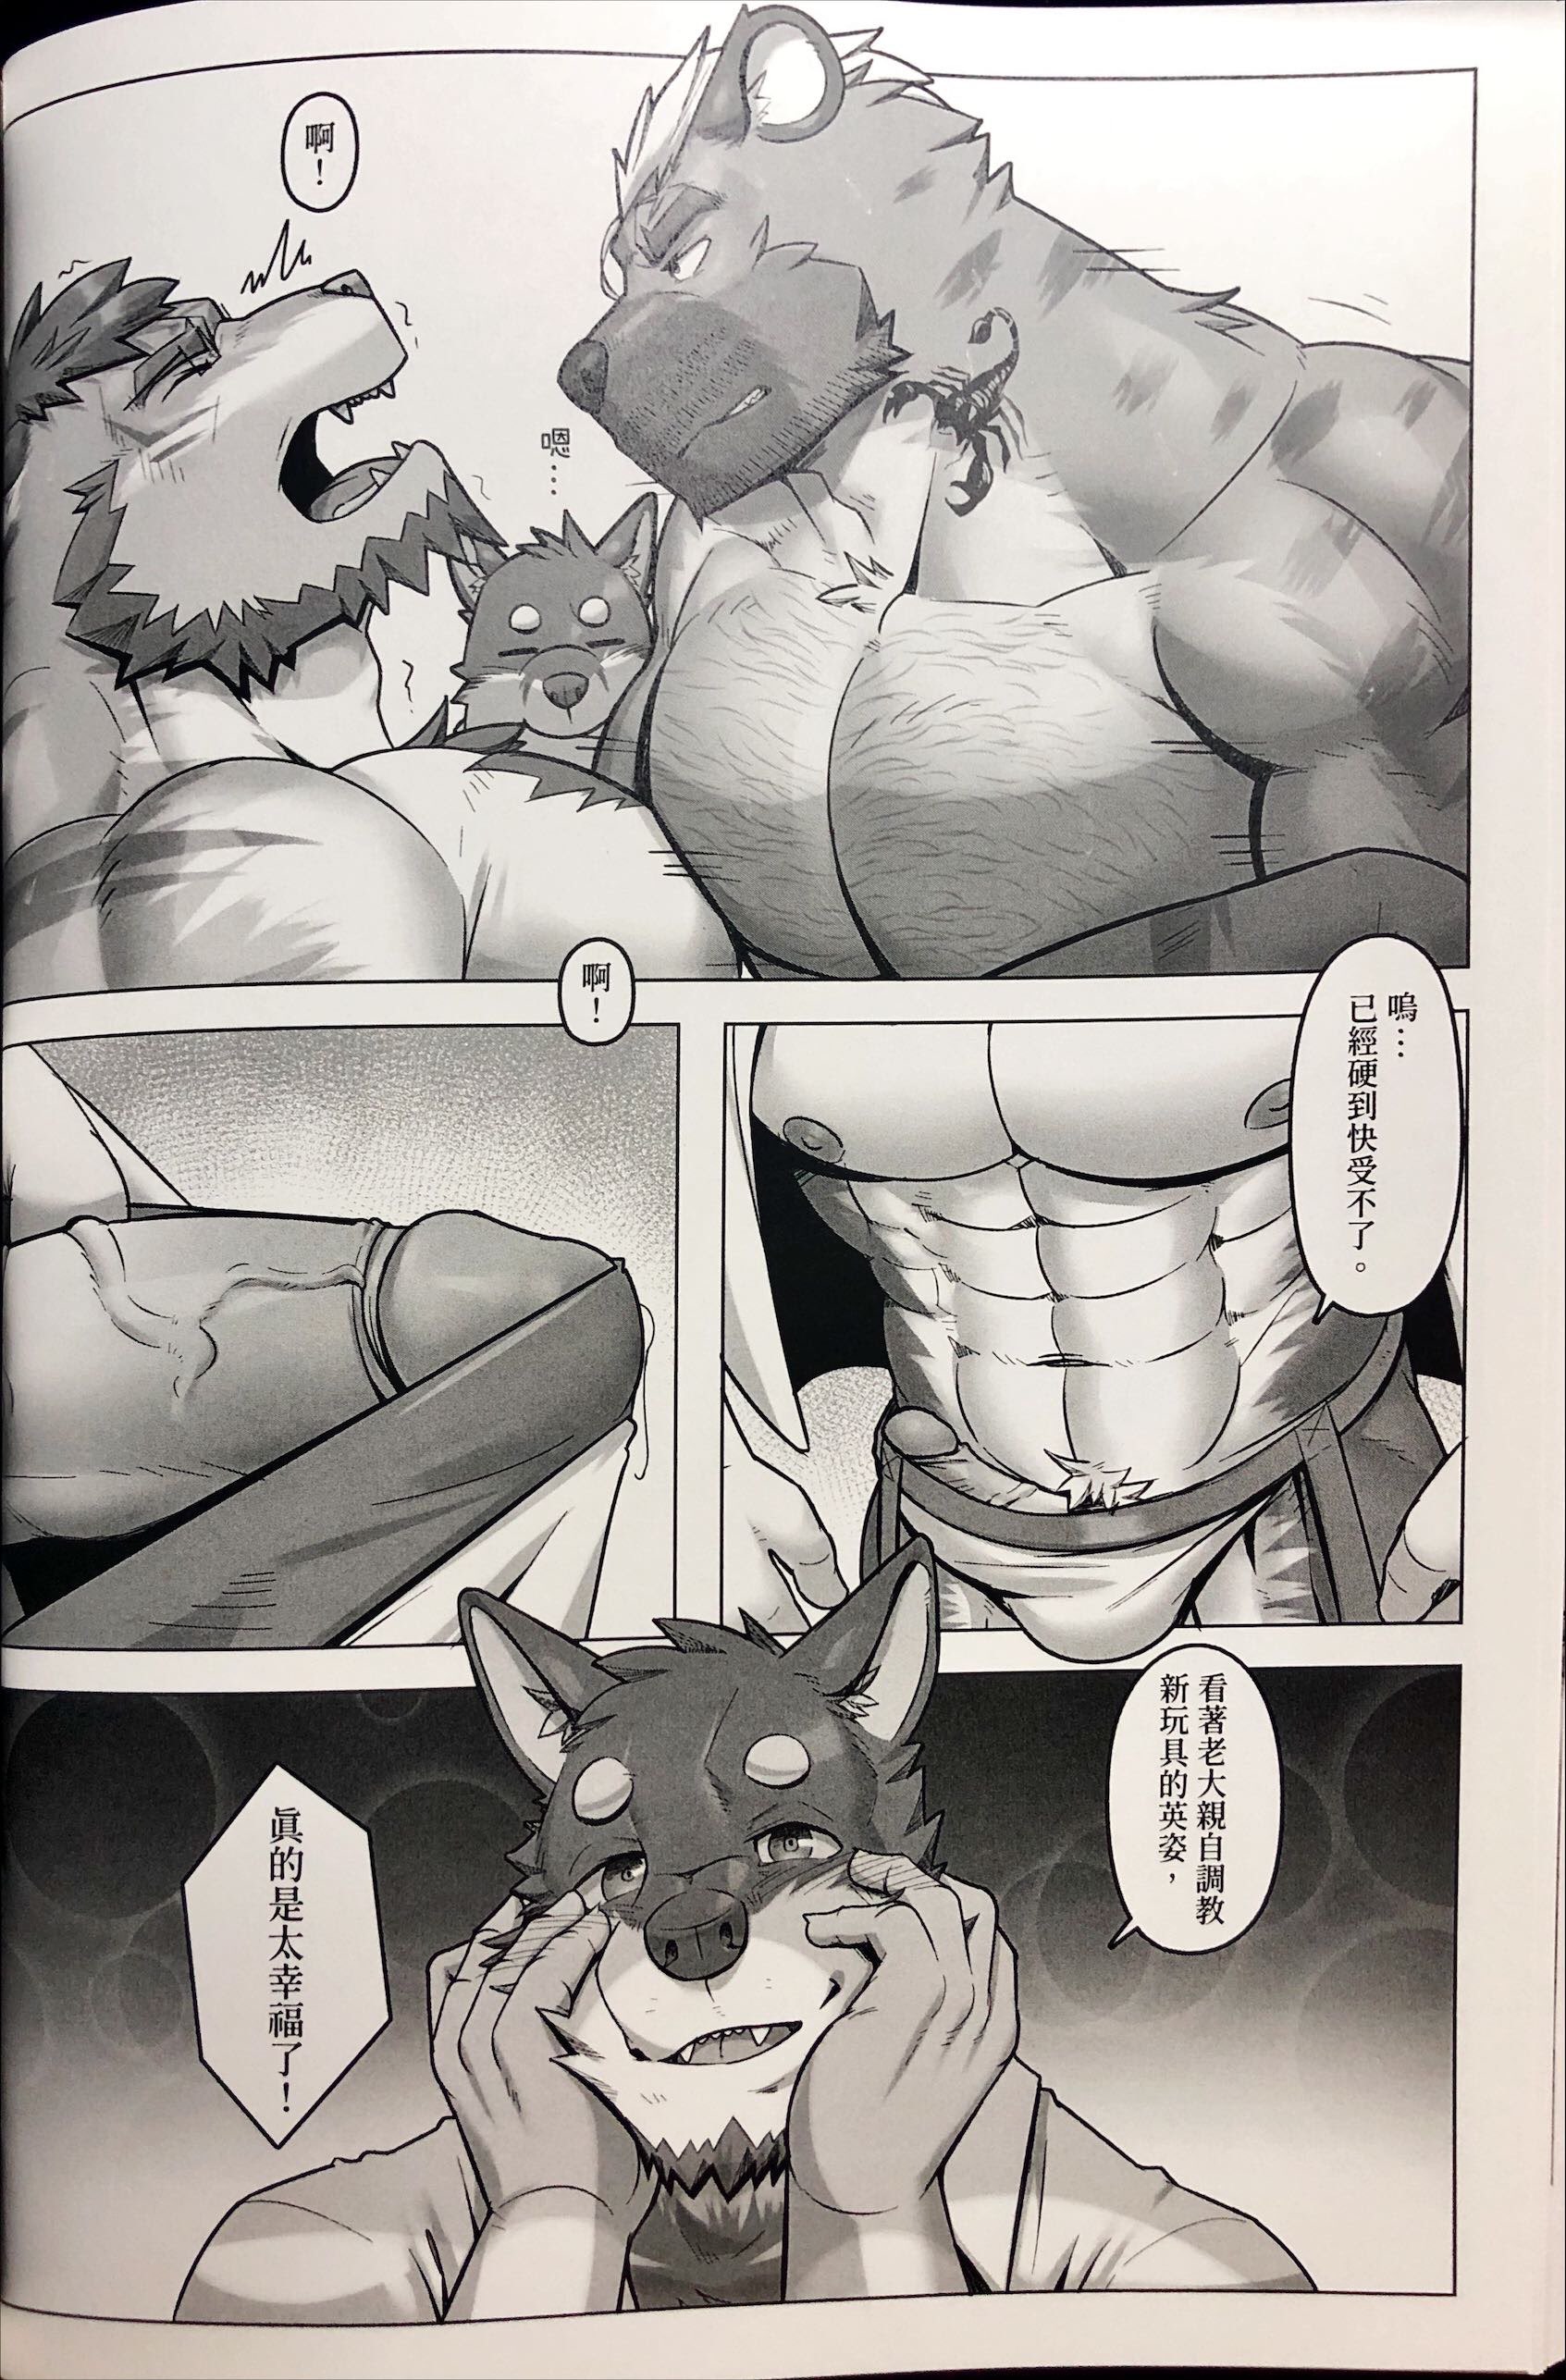 啊！
嗯…
嗚…
已經硬到快受不了。
啊！
看著老大親自調教
新玩具的英姿，
眞的是太幸福了！